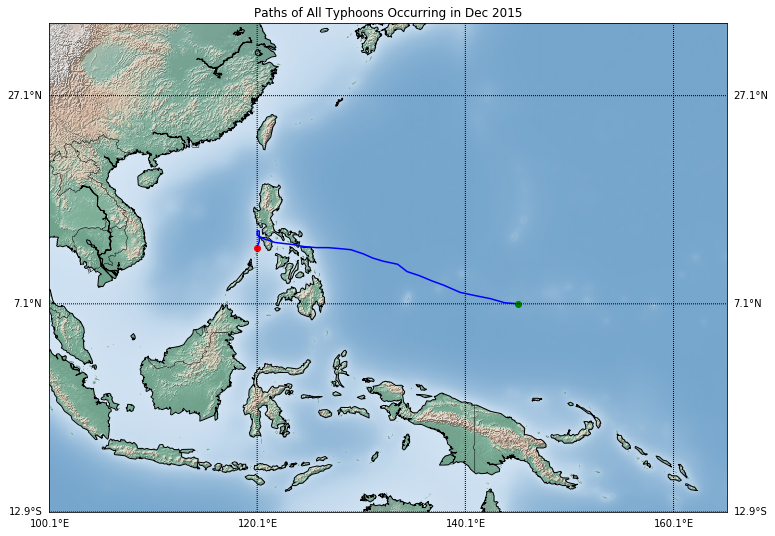 Paths of All Typhoons Occurring in Dec 2015
27.1°N 27.1°N
7.1°N 7.1°N
12.9°S 12.9°S
100.1°E 120.1°E 140.1°E 160.1°E